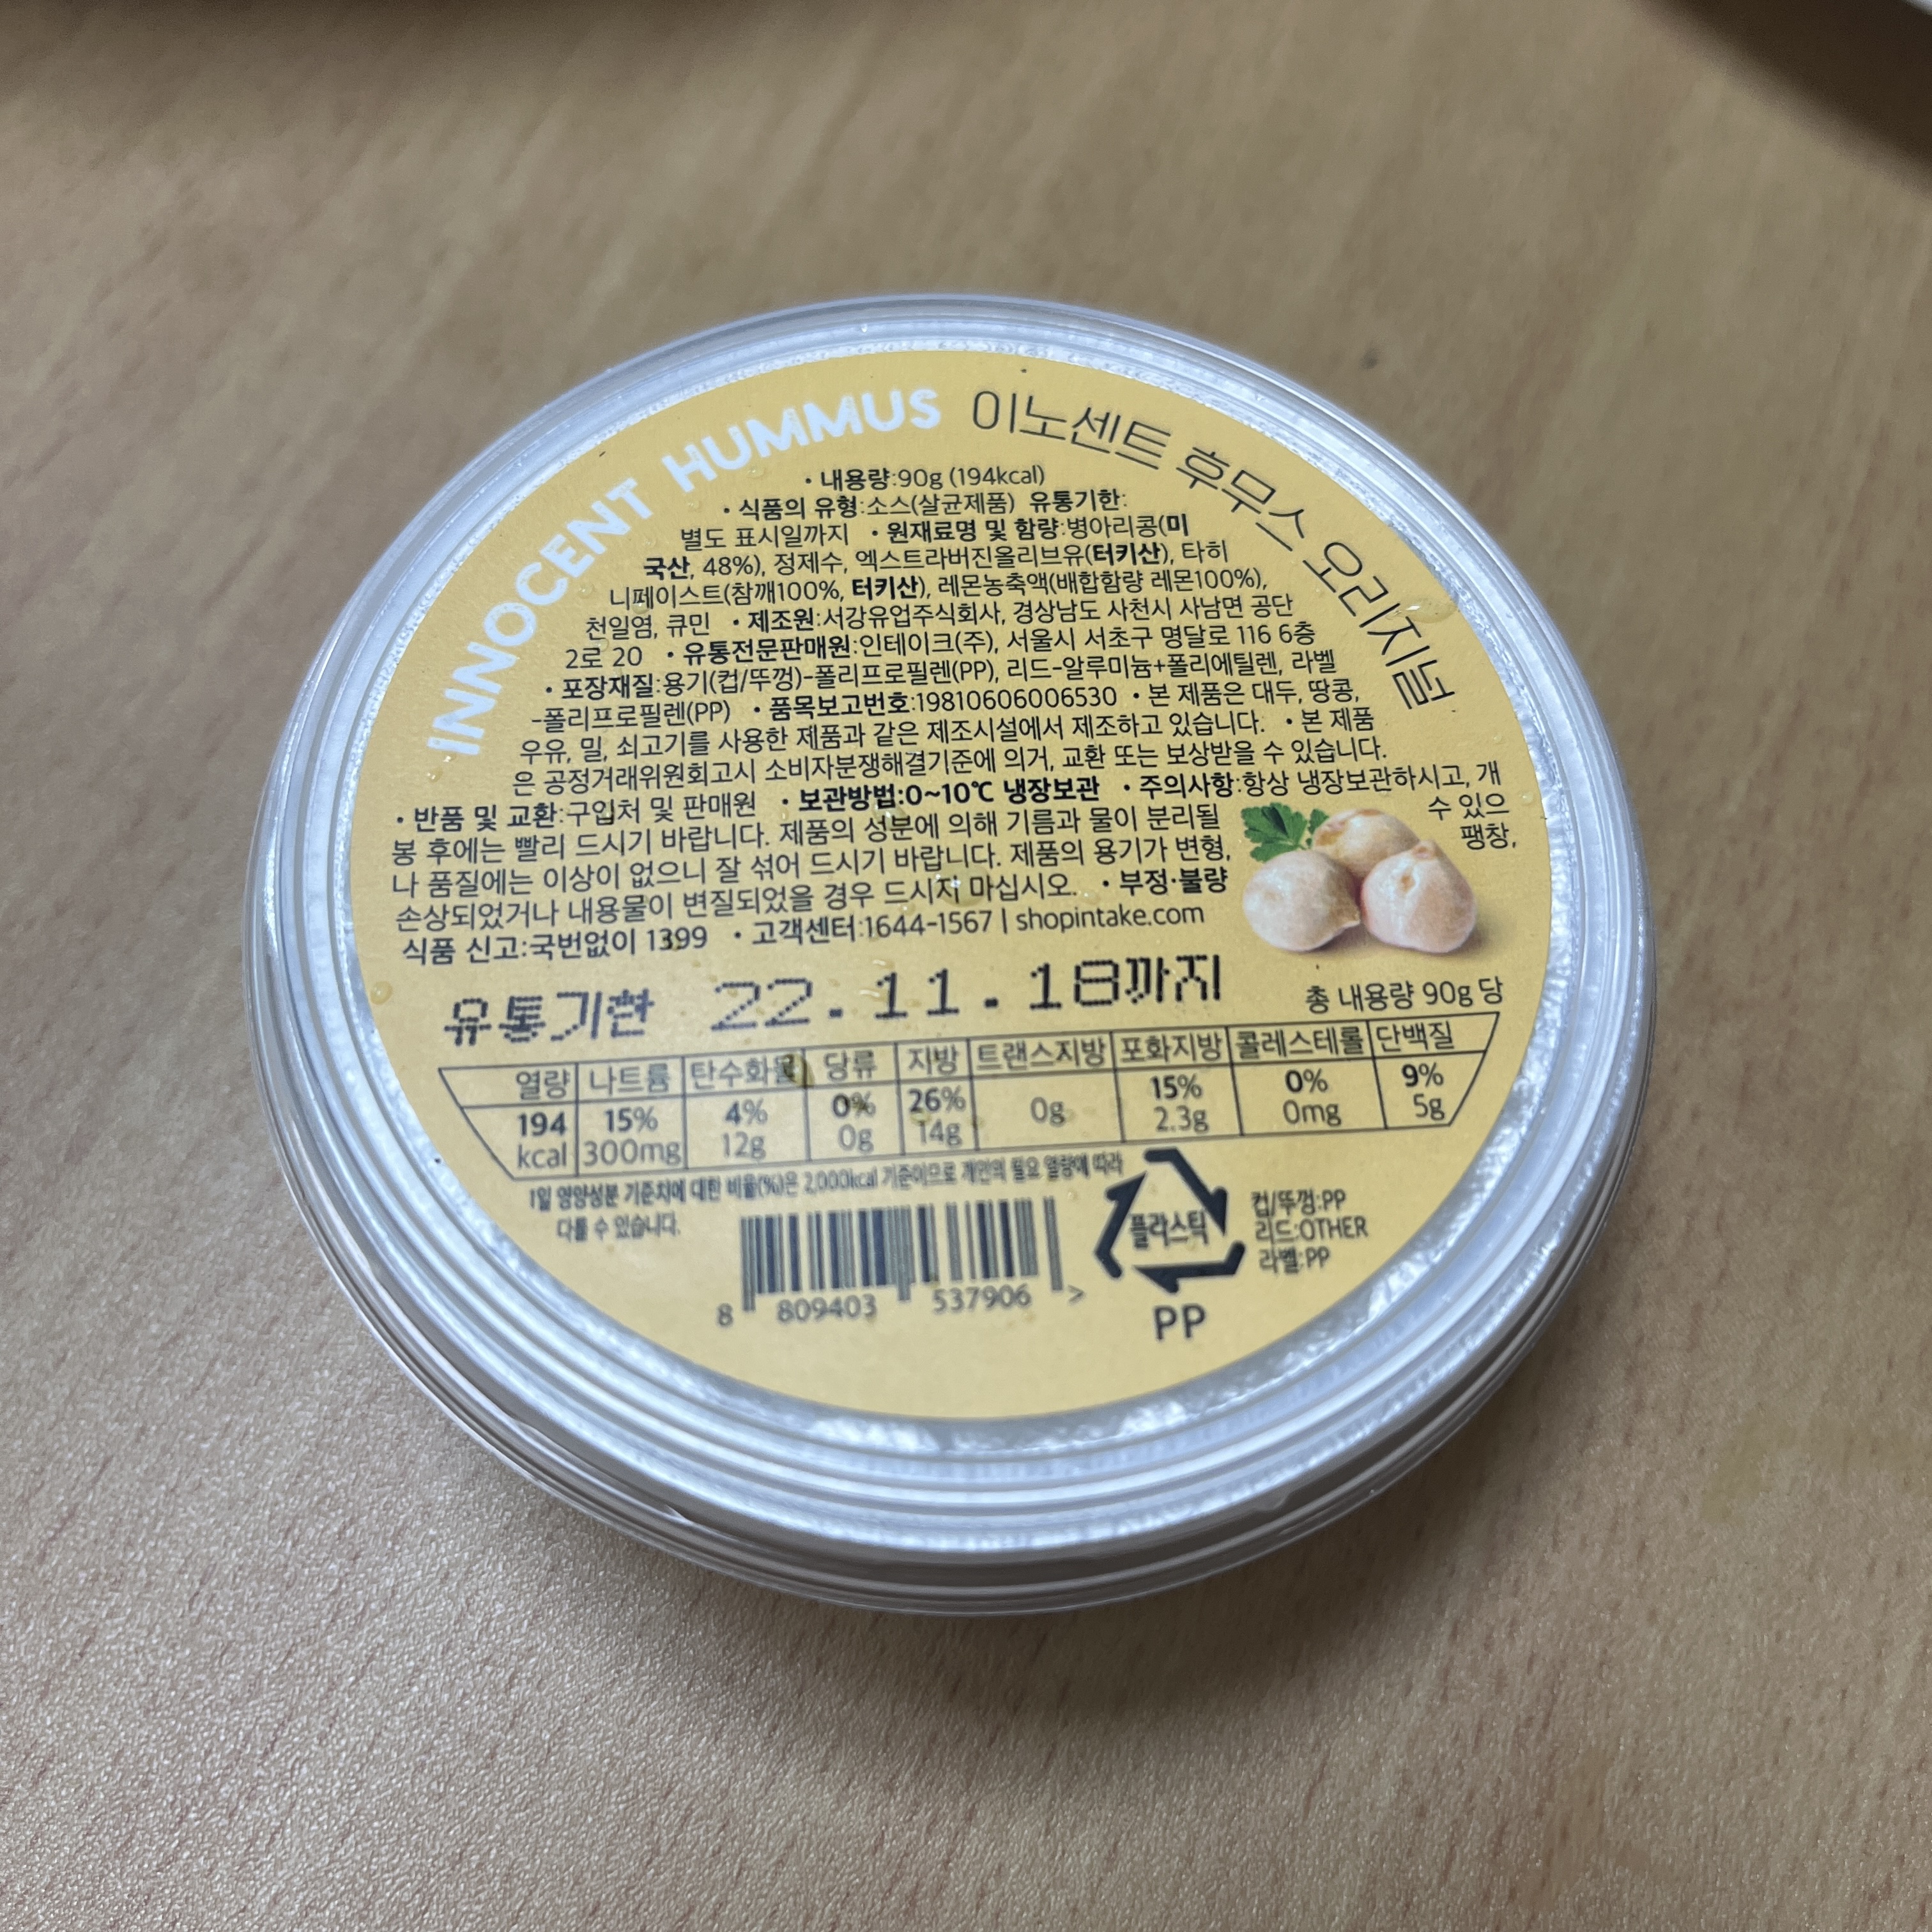 INNOCENT HUMMUS 이노센트 후무스 오리지널
• 내용량:90g (194kcal)
• 식품의 유형:소스(살균제품) 유통기한:
별도 표시일까지 • 원재료명 및 함량:병아리콩(미
국산, 48%), 정제수, 엑스트라버진올리브유(터키산), 타히
니페이스트(참깨100%, 터키산), 레몬농축액(배합함량 레몬100%),
천일염, 큐민 • 제조원:서강유업주식회사, 경상남도 사천시 사남면 공단
2로 20 • 유통전문판매원:인테이크(주), 서울시 서초구 명달로 116 6층
• 포장재질:용기(컵/뚜껑)-폴리프로필렌(PP), 리드-알루미늄+폴리에틸렌, 라벨
-폴리프로필렌(PP) • 품목보고번호:19810606006530 • 본 제품은 대두, 땅콩,
우유, 밀, 쇠고기를 사용한 제품과 같은 제조시설에서 제조하고 있습니다. • 본 제품
은 공정거래위원회고시 소비자분쟁해결기준에 의거, 교환 또는 보상받을 수 있습니다.
• 반품 및 교환:구입처 및 판매원 • 보관방법:0~10℃ 냉장보관 • 주의사항:항상 냉장보관하시고, 개
봉 후에는 빨리 드시기 바랍니다. 제품의 성분에 의해 기름과 물이 분리될 수 있으
나 품질에는 이상이 없으니 잘 섞어 드시기 바랍니다. 제품의 용기가 변형, 팽창,
손상되었거나 내용물이 변질되었을 경우 드시지 마십시오. • 부정·불량
식품 신고:국번없이 1399 • 고객센터:1644-1567 | shopintake.com
유통기한 22.11.18까지
총 내용량 90g 당
열량 나트륨 탄수화물 당류 지방 트랜스지방 포화지방 콜레스테롤 단백질
194 15% 4% 0% 26% 0g 15% 0% 9%
kcal 300mg 12g 0g 14g 2.3g 0mg 5g
1일 영양성분 기준치에 대한 비율(%)은 2,000kcal 기준이므로 개인의 필요 열량에 따라
다를 수 있습니다.
플라스틱
PP
컵/뚜껑:PP
리드:OTHER
라벨:PP
8 809403 537906 >